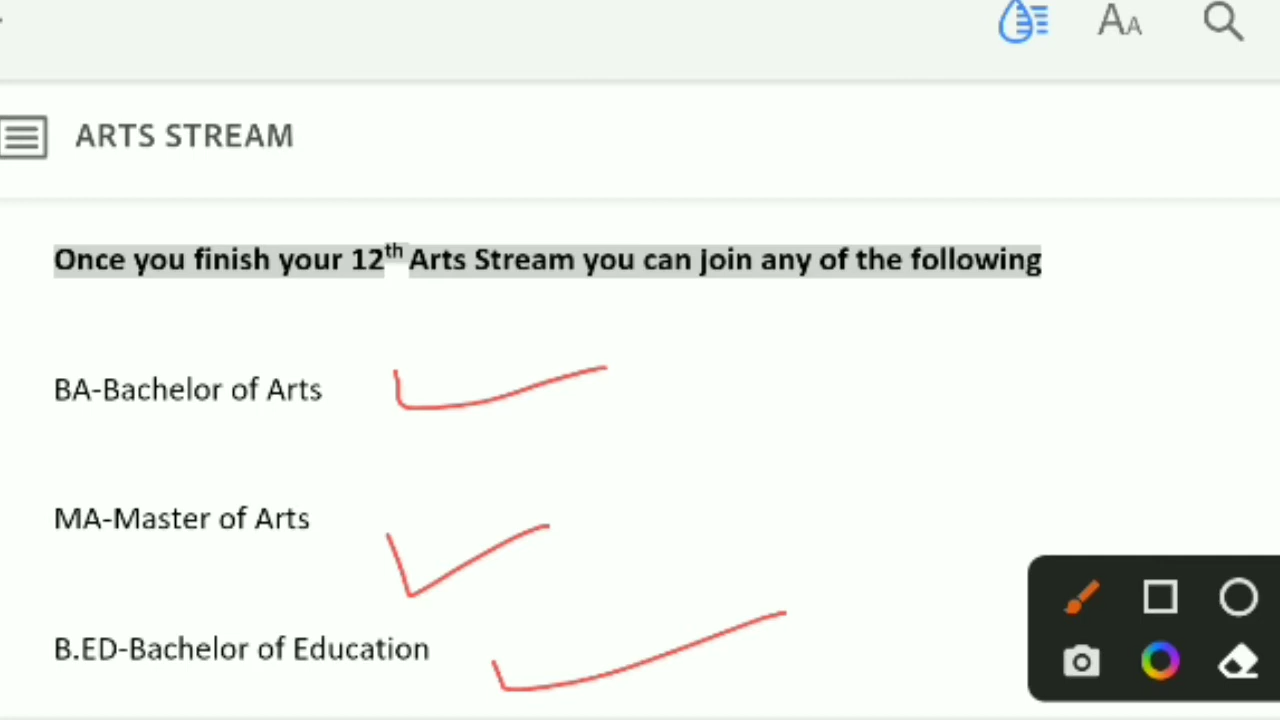 AA
ARTS STREAM
Once you finish your 12th Arts Stream you can join any of the following
BA-Bachelor of Arts
MA-Master of Arts
B.ED-Bachelor of Education